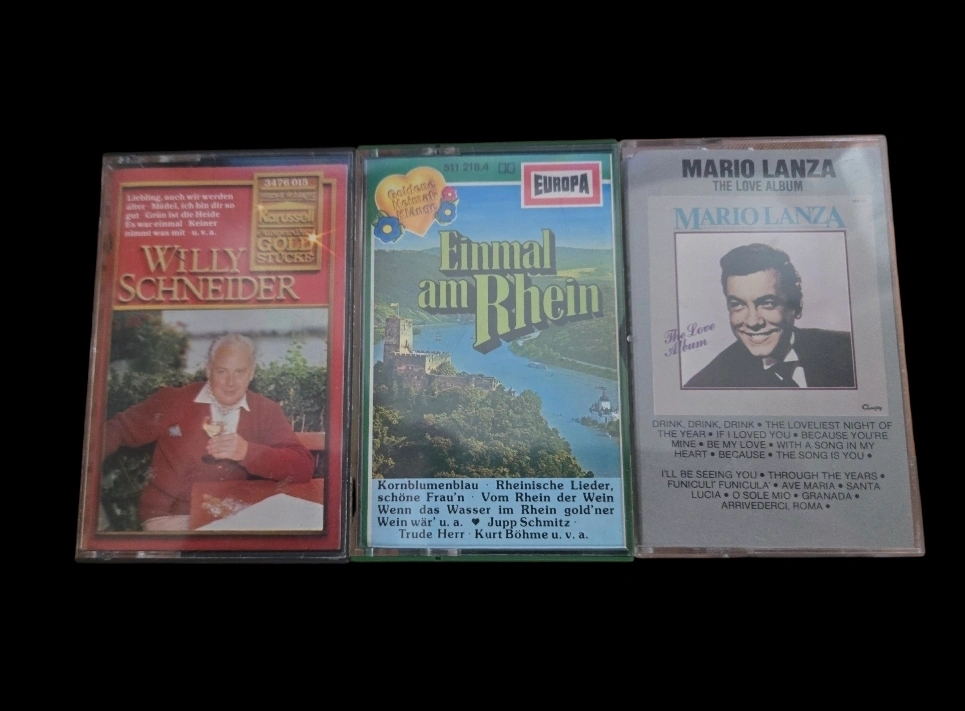 3476 015
Liebling, auch wir werden
älter · Mädel, ich bin dir so
gut · Grün ist die Heide
Es war einmal · Keiner
nimmt was mit · u. v. a.
Karussell
GOLD
STÜCKE
WILLY
SCHNEIDER
511 218.4
Goldene
Heimat
Klänge
EUROPA
Einmal
am Rhein
Kornblumenblau · Rheinische Lieder,
schöne Frau'n · Vom Rhein der Wein
Wenn das Wasser im Rhein gold'ner
Wein wär' u. a. ♥ Jupp Schmitz ·
Trude Herr · Kurt Böhme u. v. a.
MARIO LANZA
THE LOVE ALBUM
MARIO LANZA
The Love
Album
Camden
DRINK, DRINK, DRINK • THE LOVELIEST NIGHT OF
THE YEAR • IF I LOVED YOU • BECAUSE YOU'RE
MINE • BE MY LOVE • WITH A SONG IN MY
HEART • BECAUSE • THE SONG IS YOU •
I'LL BE SEEING YOU • THROUGH THE YEARS •
FUNICULI' FUNICULA' • AVE MARIA • SANTA
LUCIA • O SOLE MIO • GRANADA •
ARRIVEDERCI, ROMA •